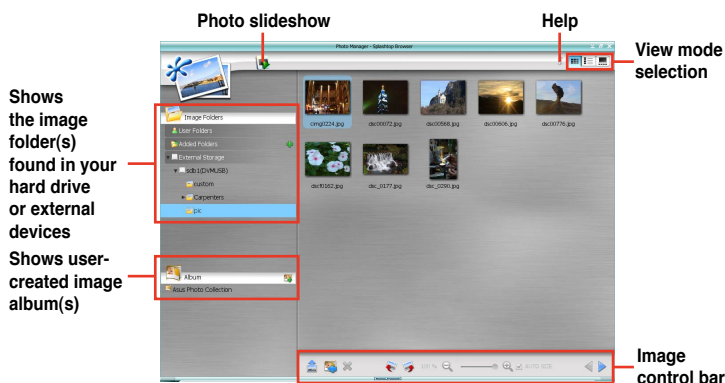 Photo slideshow
Help
Photo Manager - Splashtop Browser
View mode
selection
Shows
the image
folder(s)
found in your
hard drive
or external
devices
Image Folders
User Folders
Added Folders
External Storage
sdb1(DVMUSB)
custom
Carpenters
pic
cimg0224.jpg
dsc00072.jpg
dsc00568.jpg
dsc00606.jpg
dsc00776.jpg
dscf0162.jpg
dsc_0177.jpg
dsc_0290.jpg
Shows user-
created image
album(s)
Album
Asus Photo Collection
100 %
AUTO SIZE
Image
control bar